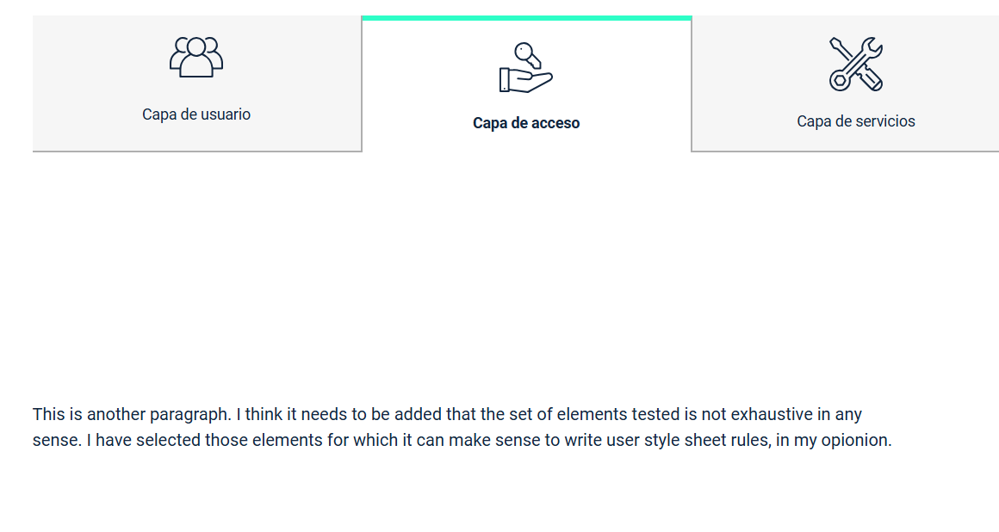 Capa de usuario
Capa de acceso
Capa de servicios
This is another paragraph. I think it needs to be added that the set of elements tested is not exhaustive in any
sense. I have selected those elements for which it can make sense to write user style sheet rules, in my opionion.